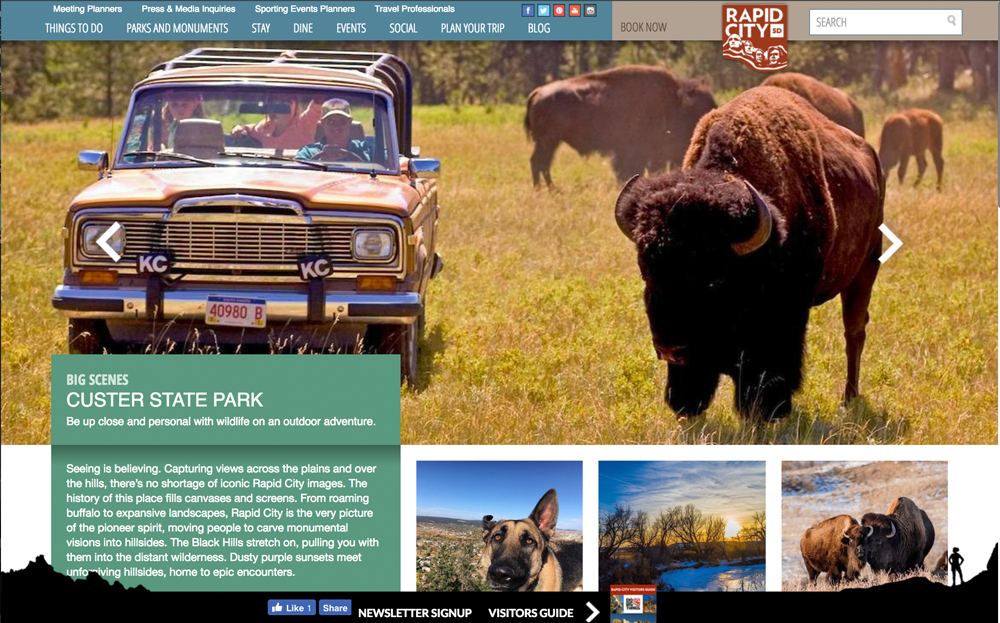 Meeting Planners Press & Media Inquiries Sporting Events Planners Travel Professionals
THINGS TO DO PARKS AND MONUMENTS STAY DINE EVENTS SOCIAL PLAN YOUR TRIP BLOG
BOOK NOW
RAPID
CITY SD
SEARCH
KC
KC
40980 B
BIG SCENES
CUSTER STATE PARK
Be up close and personal with wildlife on an outdoor adventure.
Seeing is believing. Capturing views across the plains and over
the hills, there's no shortage of iconic Rapid City images. The
history of this place fills canvases and screens. From roaming
buffalo to expansive landscapes, Rapid City is the very picture
of the pioneer spirit, moving people to carve monumental
visions into hillsides. The Black Hills stretch on, pulling you with
them into the distant wilderness. Dusty purple sunsets meet
unforgiving hillsides, home to epic encounters.
Like 1 Share
NEWSLETTER SIGNUP VISITORS GUIDE
RAPID CITY VISITORS GUIDE